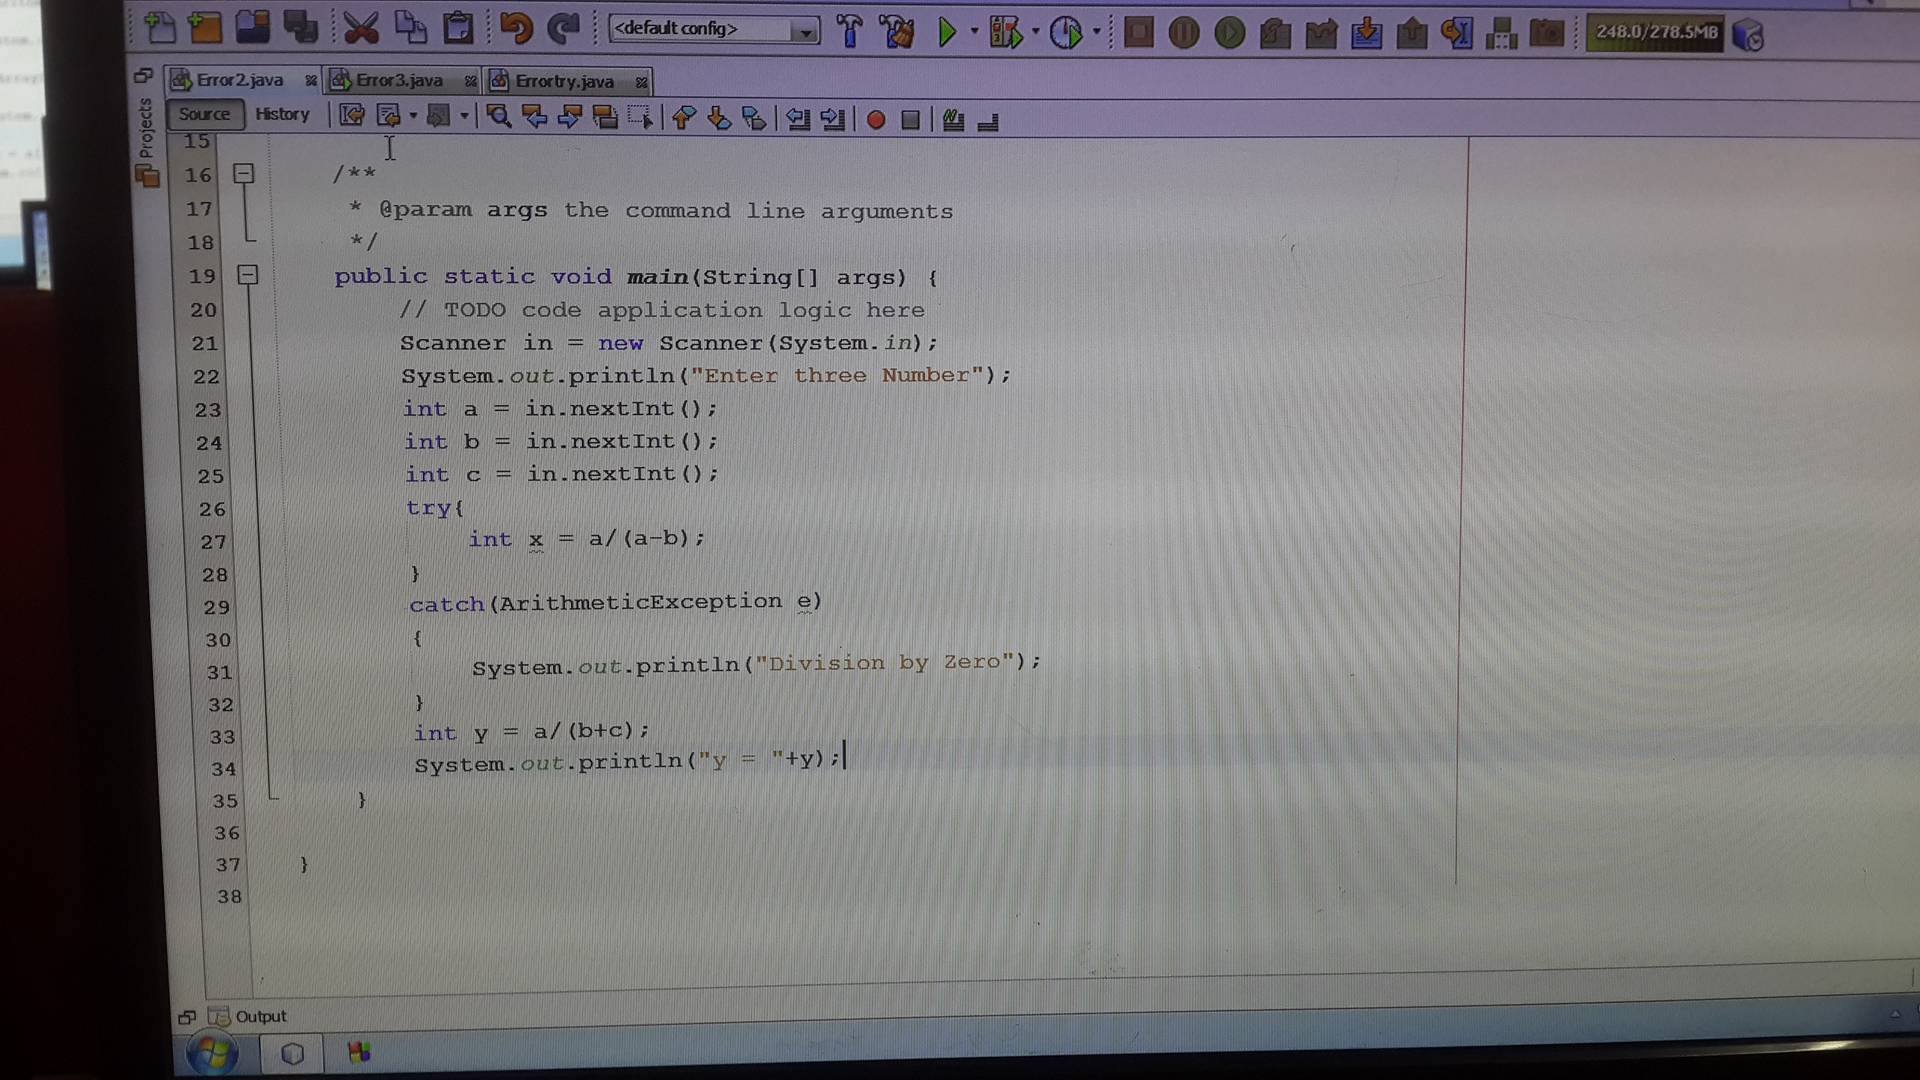 <default config>
248.0/278.5MB
Error2.java
Error3.java
Errortry.java
Projects
Source History
15
16 /**
17 * @param args the command line arguments
18 */
19 public static void main(String[] args) {
20 // TODO code application logic here
21 Scanner in = new Scanner(System.in);
22 System.out.println("Enter three Number");
23 int a = in.nextInt();
24 int b = in.nextInt();
25 int c = in.nextInt();
26 try{
27 int x = a/(a-b);
28 }
29 catch(ArithmeticException e)
30 {
31 System.out.println("Division by Zero");
32 }
33 int y = a/(b+c);
34 System.out.println("y = "+y);
35 }
36
37 }
38
Output